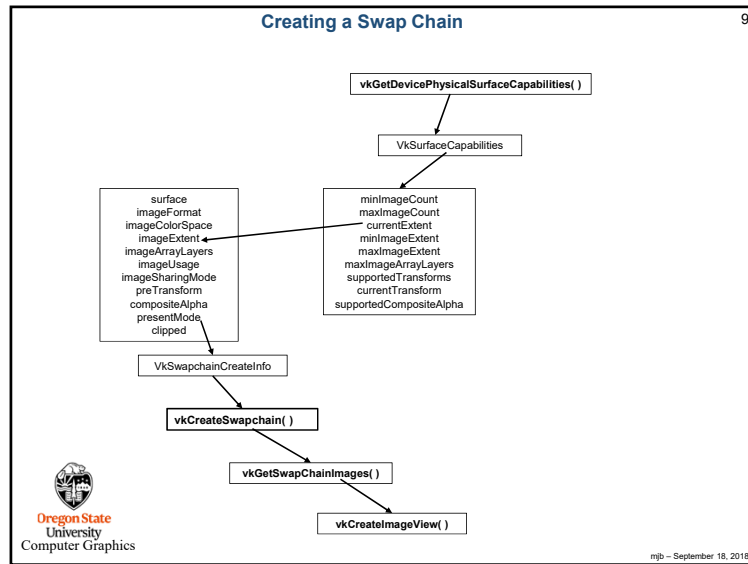 Creating a Swap Chain
9
vkGetDevicePhysicalSurfaceCapabilities( )
VkSurfaceCapabilities
surface
imageFormat
imageColorSpace
imageExtent
imageArrayLayers
imageUsage
imageSharingMode
preTransform
compositeAlpha
presentMode
clipped
minImageCount
maxImageCount
currentExtent
minImageExtent
maxImageExtent
maxImageArrayLayers
supportedTransforms
currentTransform
supportedCompositeAlpha
VkSwapchainCreateInfo
vkCreateSwapchain( )
vkGetSwapChainImages( )
vkCreateImageView( )
Oregon State
University
Computer Graphics
mjb – September 18, 2018